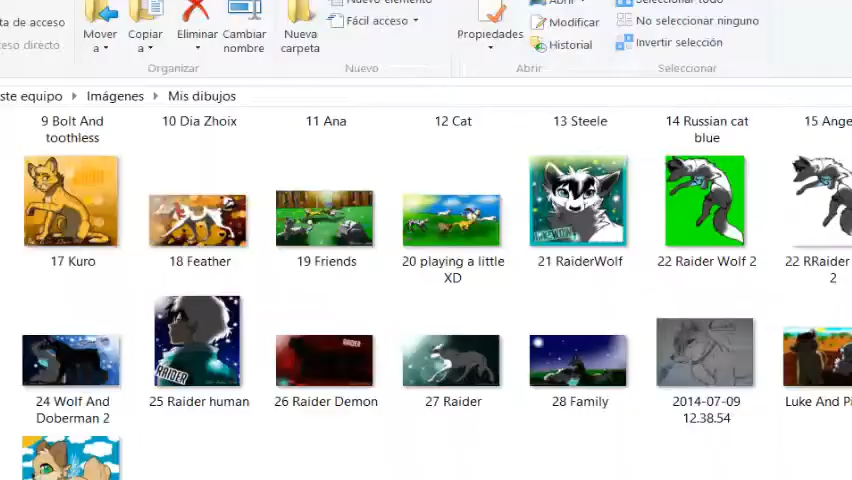 Nuevo elemento
Abrir
Seleccionar todo
ta de acceso
Mover
a
Copiar
a
Eliminar
Cambiar
nombre
Nueva
carpeta
Fácil acceso
Propiedades
Modificar
Historial
No seleccionar ninguno
Invertir selección
ceso directo
Organizar
Nuevo
Abrir
Seleccionar
ste equipo
Imágenes
Mis dibujos
9 Bolt And
toothless
10 Dia Zhoix
11 Ana
12 Cat
13 Steele
14 Russian cat
blue
15 Ange
17 Kuro
18 Feather
19 Friends
20 playing a little
XD
21 RaiderWolf
22 Raider Wolf 2
22 RRaider
2
RAIDER
RAIDER
24 Wolf And
Doberman 2
25 Raider human
26 Raider Demon
27 Raider
28 Family
2014-07-09
12.38.54
Luke And Pi